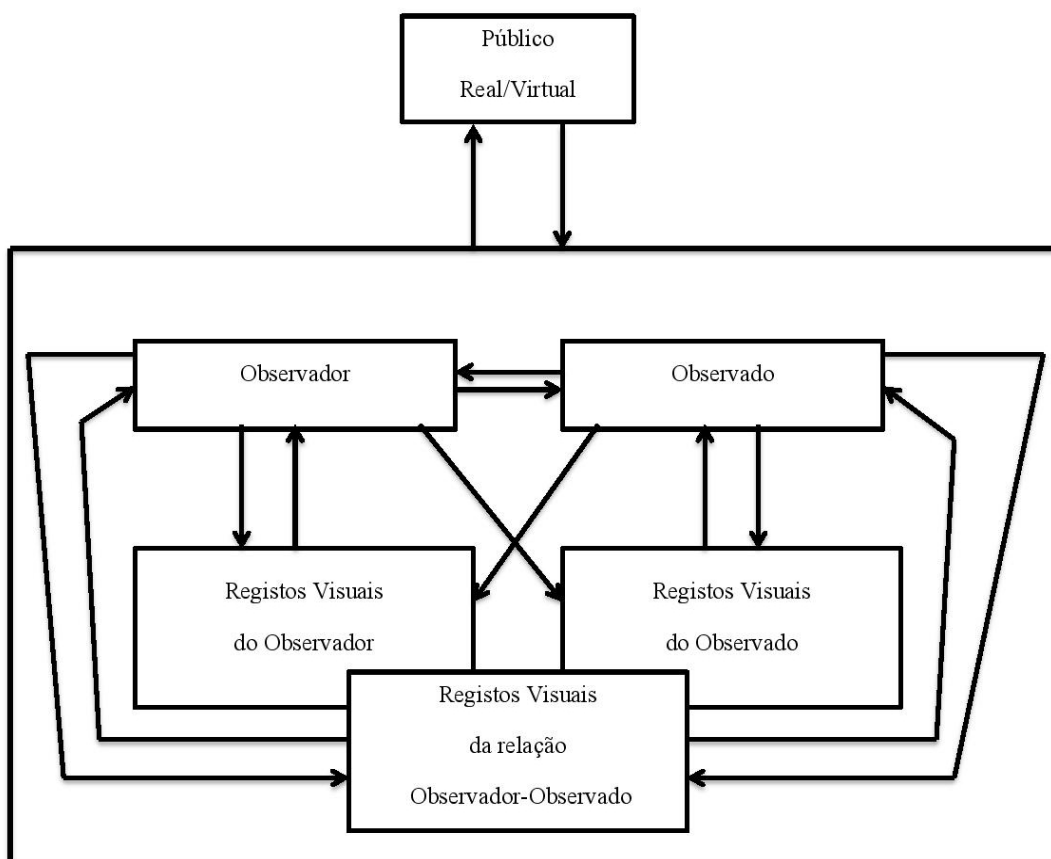 Público
Real/Virtual
Observador
Observado
Registos Visuais
do Observador
Registos Visuais
do Observado
Registos Visuais
da relação
Observador-Observado